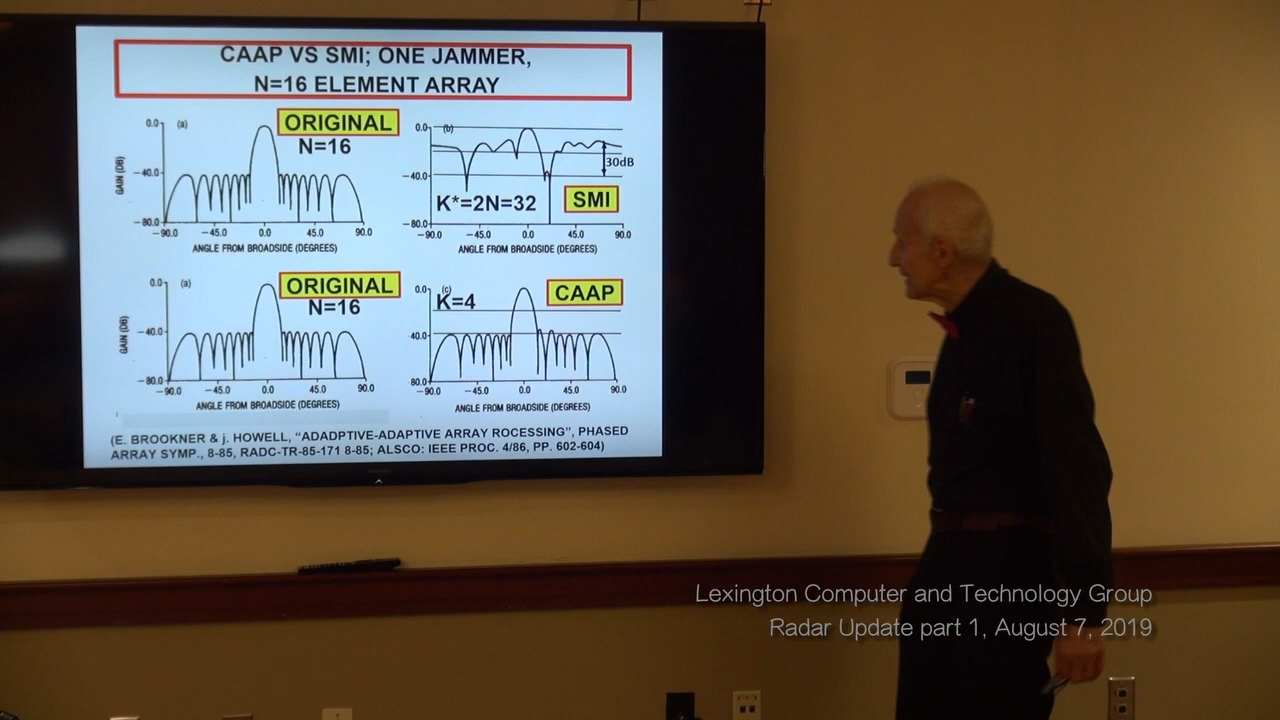 CAAP VS SMI; ONE JAMMER,
N=16 ELEMENT ARRAY
0.0
(a)
ORIGINAL
N=16
GAIN (DB)
−40.0
−80.0
−90.0 −45.0 0.0 45.0 90.0
ANGLE FROM BROADSIDE (DEGREES)
0.0
(b)
30dB
−40.0
K*=2N=32
SMI
−80.0
−90.0 −45.0 0.0 45.0 90.0
ANGLE FROM BROADSIDE (DEGREES)
0.0
(a)
ORIGINAL
N=16
GAIN (DB)
−40.0
−80.0
−90.0 −45.0 0.0 45.0 90.0
ANGLE FROM BROADSIDE (DEGREES)
0.0
(c)
K=4
CAAP
40.0
80.0
−90.0 −45.0 0.0 45.0 90.0
ANGLE FROM BROADSIDE (DEGREES)
(E. BROOKNER & j. HOWELL, “ADADPTIVE-ADAPTIVE ARRAY ROCESSING”, PHASED
ARRAY SYMP., 8-85, RADC-TR-85-171 8-85; ALSCO: IEEE PROC. 4/86, PP. 602-604)
Lexington Computer and Technology Group
Radar Update part 1, August 7, 2019